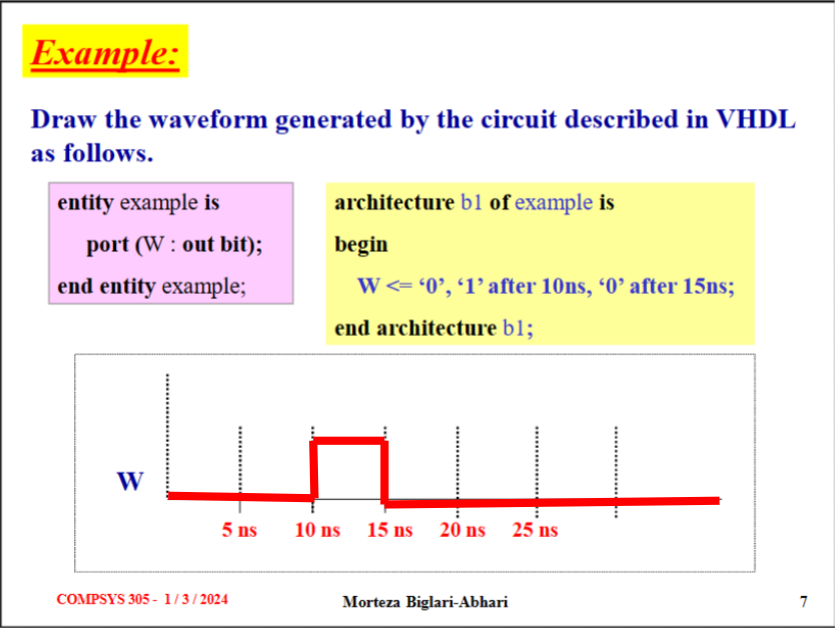 Example:
Draw the waveform generated by the circuit described in VHDL
as follows.
entity example is
port (W : out bit);
end entity example;
architecture b1 of example is
begin
W <= ‘0’, ‘1’ after 10ns, ‘0’ after 15ns;
end architecture b1;
W
5 ns 10 ns 15 ns 20 ns 25 ns
COMPSYS 305 - 1 / 3 / 2024 Morteza Biglari-Abhari 7